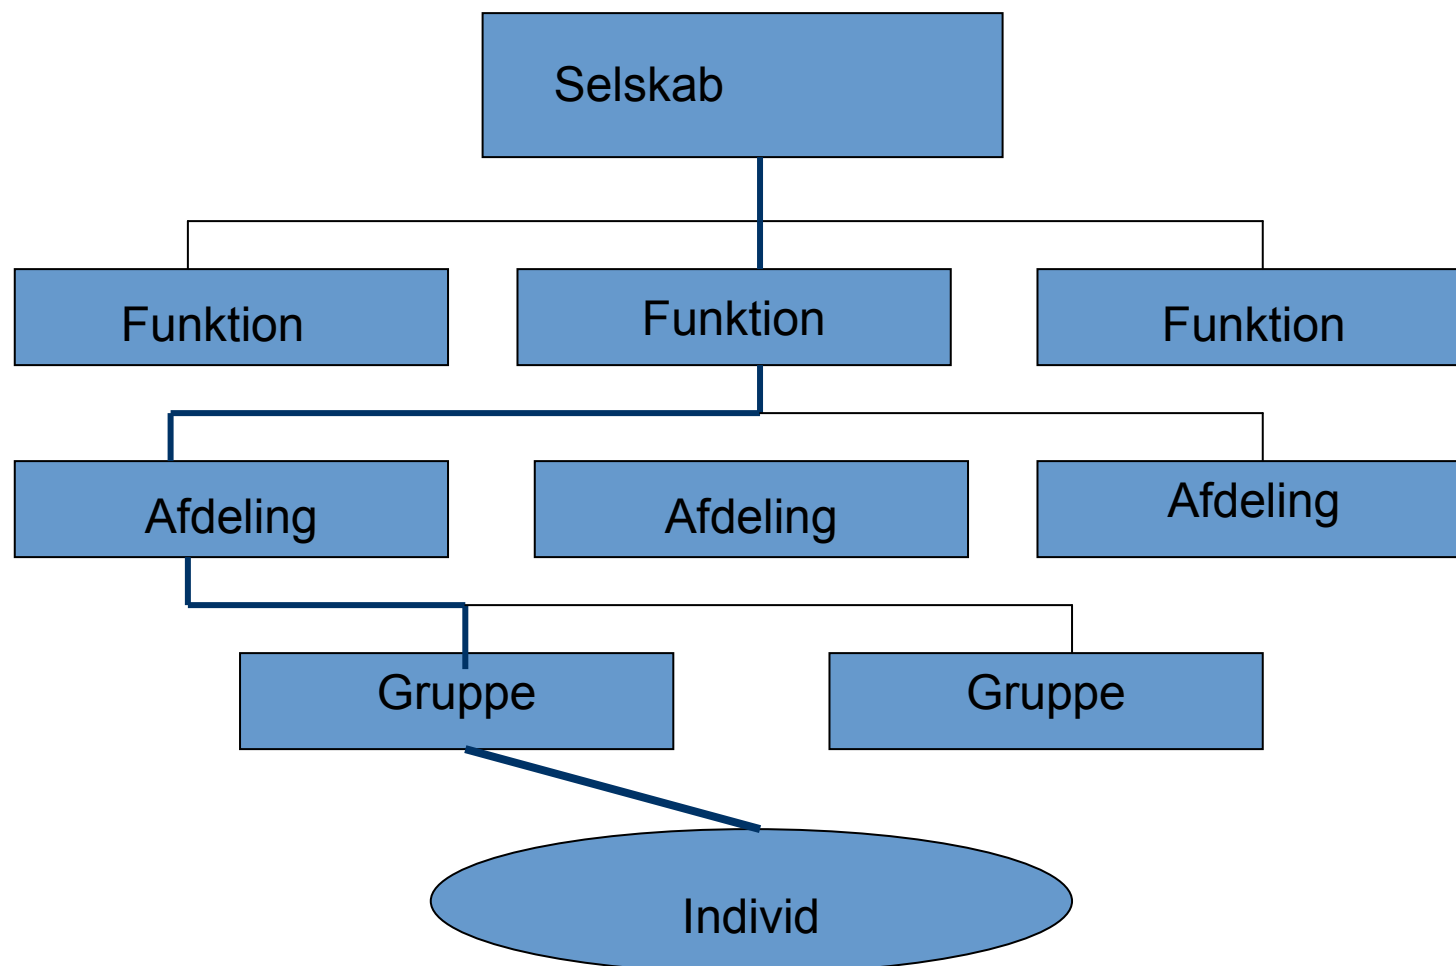 Selskab
Funktion
Funktion
Funktion
Afdeling
Afdeling
Afdeling
Gruppe
Gruppe
Individ